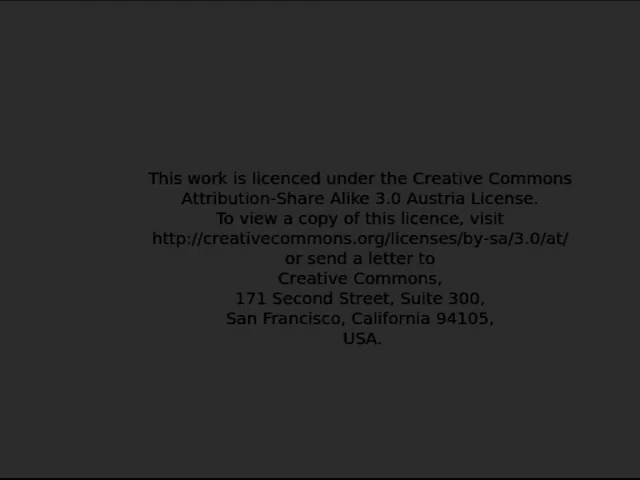 This work is licenced under the Creative Commons
Attribution-Share Alike 3.0 Austria License.
To view a copy of this licence, visit
http://creativecommons.org/licenses/by-sa/3.0/at/
or send a letter to
Creative Commons,
171 Second Street, Suite 300,
San Francisco, California 94105,
USA.